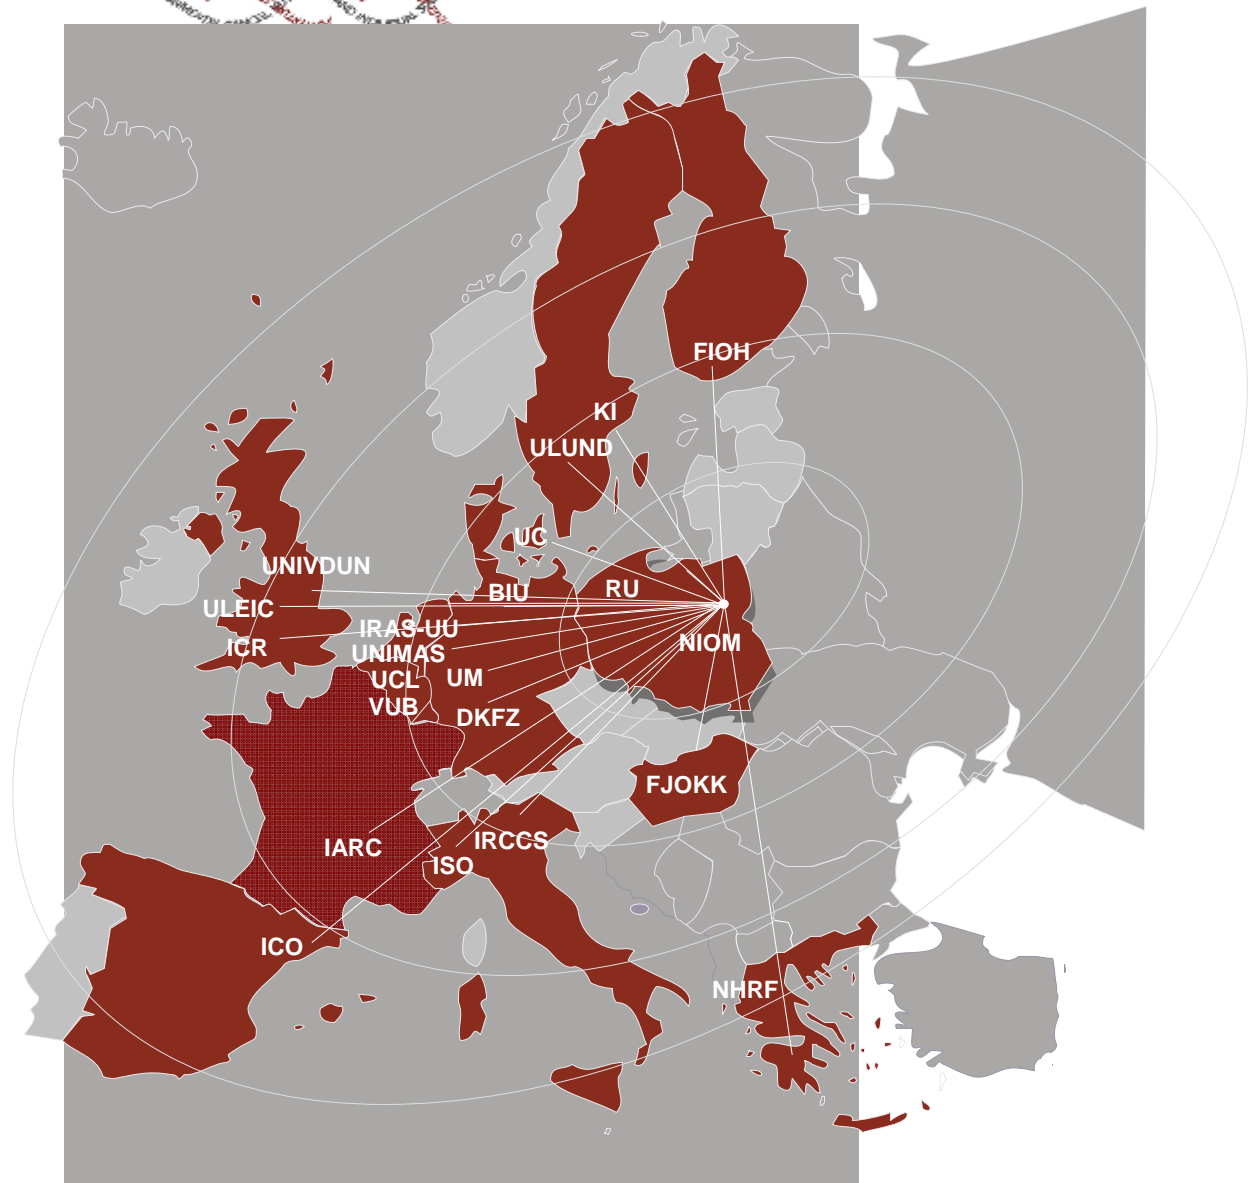 FIOH
KI
ULUND
UC
UNIVDUN
BIU
RU
ULEIC
IRAS-UU
ICR
UNIMAS
NIOM
UCL
UM
VUB
DKFZ
FJOKK
IARC
IRCCS
ISO
ICO
NHRF